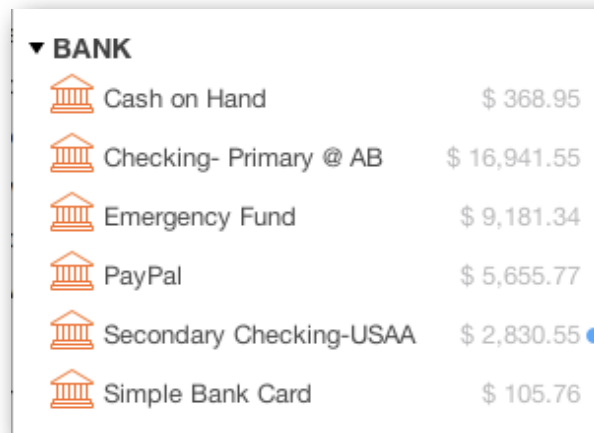 BANK
Cash on Hand $ 368.95
Checking- Primary @ AB $ 16,941.55
Emergency Fund $ 9,181.34
PayPal $ 5,655.77
Secondary Checking-USAA $ 2,830.55
Simple Bank Card $ 105.76